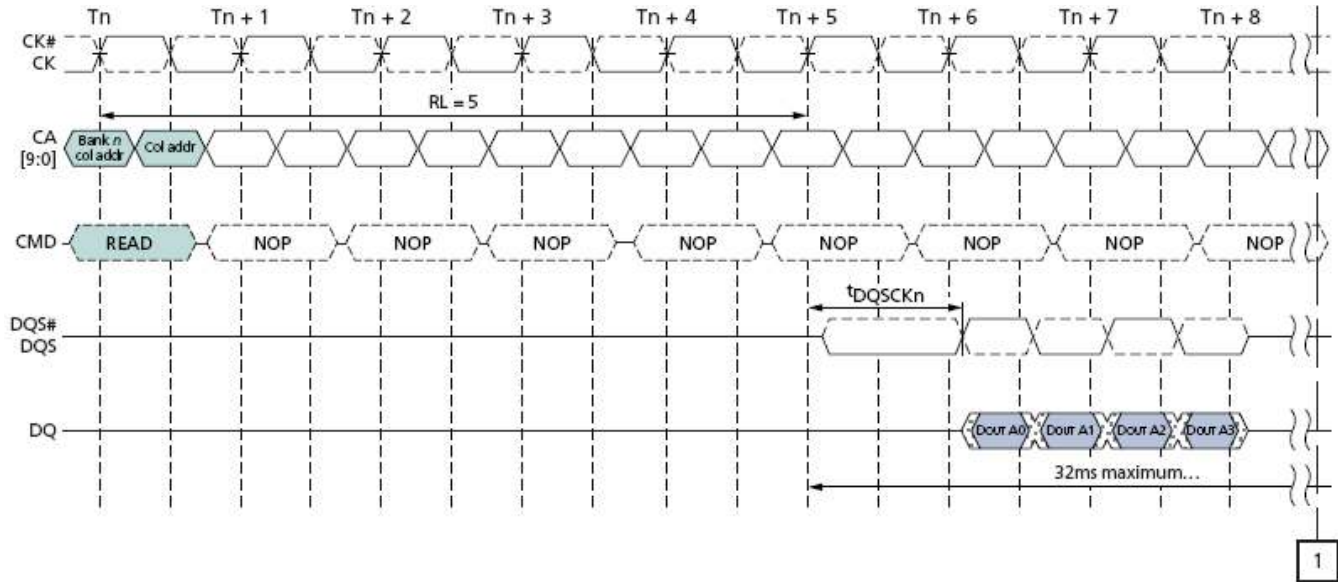 Tn Tn + 1 Tn + 2 Tn + 3 Tn + 4 Tn + 5 Tn + 6 Tn + 7 Tn + 8
CK#
CK
RL = 5
CA
[9:0]
Bank n
col addr
Col addr
CMD
READ NOP NOP NOP NOP NOP NOP NOP NOP
tDQSCKn
DQS#
DQS
DQ
DOUT A0 DOUT A1 DOUT A2 DOUT A3
32ms maximum...
1